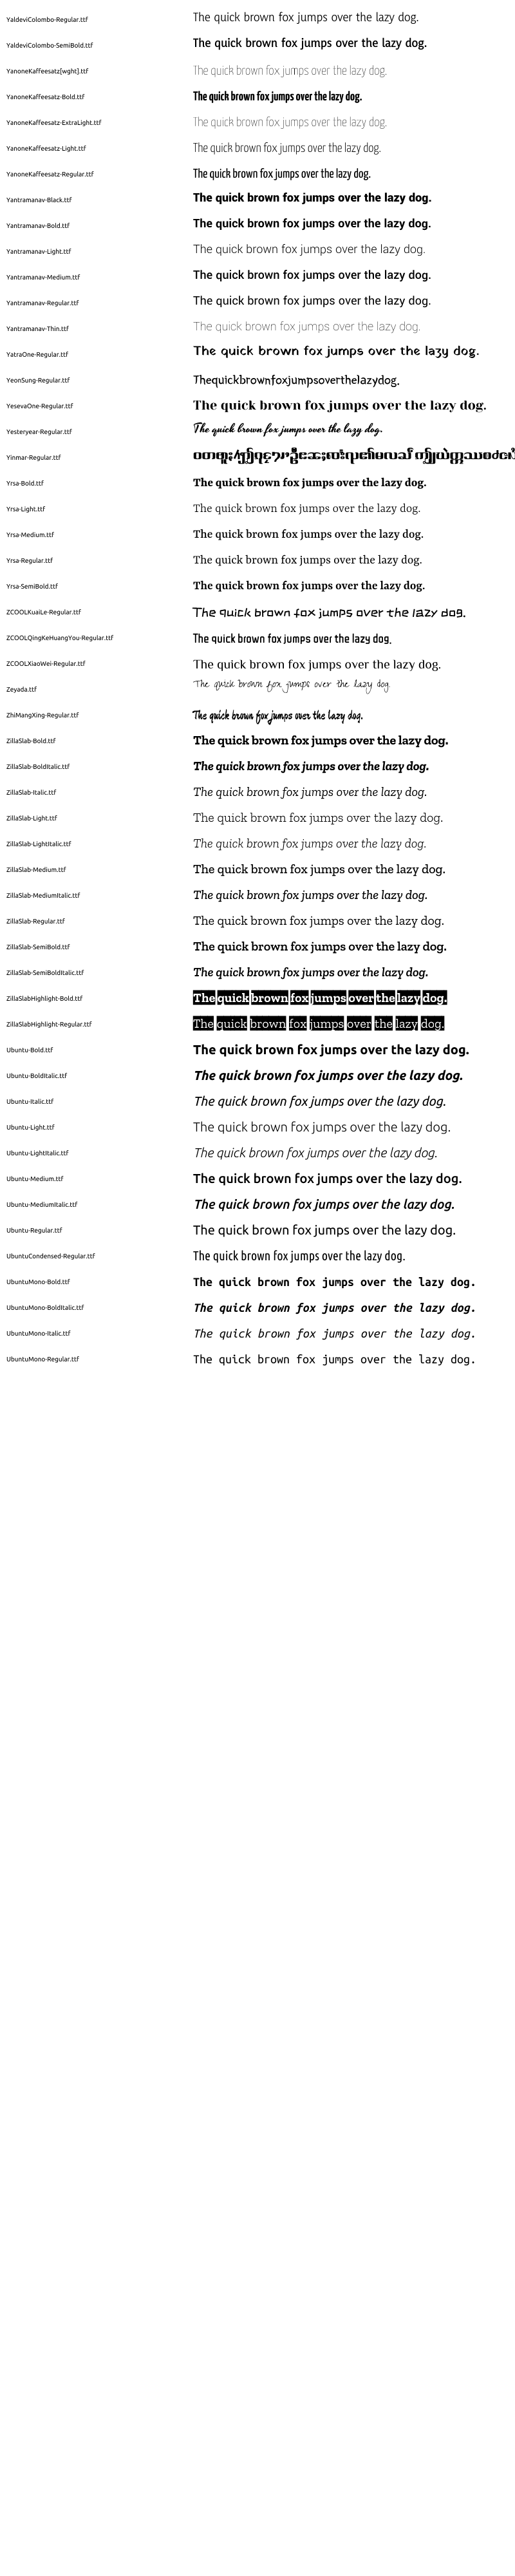 YaldeviColombo-Regular.ttf The quick brown fox jumps over the lazy dog.
YaldeviColombo-SemiBold.ttf The quick brown fox jumps over the lazy dog.
YanoneKaffeesatz[wght].ttf The quick brown fox jumps over the lazy dog.
YanoneKaffeesatz-Bold.ttf The quick brown fox jumps over the lazy dog.
YanoneKaffeesatz-ExtraLight.ttf The quick brown fox jumps over the lazy dog.
YanoneKaffeesatz-Light.ttf The quick brown fox jumps over the lazy dog.
YanoneKaffeesatz-Regular.ttf The quick brown fox jumps over the lazy dog.
Yantramanav-Black.ttf The quick brown fox jumps over the lazy dog.
Yantramanav-Bold.ttf The quick brown fox jumps over the lazy dog.
Yantramanav-Light.ttf The quick brown fox jumps over the lazy dog.
Yantramanav-Medium.ttf The quick brown fox jumps over the lazy dog.
Yantramanav-Regular.ttf The quick brown fox jumps over the lazy dog.
Yantramanav-Thin.ttf The quick brown fox jumps over the lazy dog.
YatraOne-Regular.ttf The quick brown fox jumps over the lazy dog.
YeonSung-Regular.ttf Thequickbrownfoxjumpsoverthelazydog.
YesevaOne-Regular.ttf The quick brown fox jumps over the lazy dog.
Yesteryear-Regular.ttf The quick brown fox jumps over the lazy dog.
Yinmar-Regular.ttf
Yrsa-Bold.ttf The quick brown fox jumps over the lazy dog.
Yrsa-Light.ttf The quick brown fox jumps over the lazy dog.
Yrsa-Medium.ttf The quick brown fox jumps over the lazy dog.
Yrsa-Regular.ttf The quick brown fox jumps over the lazy dog.
Yrsa-SemiBold.ttf The quick brown fox jumps over the lazy dog.
ZCOOLKuaiLe-Regular.ttf The quick brown fox jumps over the lazy dog.
ZCOOLQingKeHuangYou-Regular.ttf The quick brown fox jumps over the lazy dog.
ZCOOLXiaoWei-Regular.ttf The quick brown fox jumps over the lazy dog.
Zeyada.ttf The quick brown fox jumps over the lazy dog.
ZhiMangXing-Regular.ttf The quick brown fox jumps over the lazy dog.
ZillaSlab-Bold.ttf The quick brown fox jumps over the lazy dog.
ZillaSlab-BoldItalic.ttf The quick brown fox jumps over the lazy dog.
ZillaSlab-Italic.ttf The quick brown fox jumps over the lazy dog.
ZillaSlab-Light.ttf The quick brown fox jumps over the lazy dog.
ZillaSlab-LightItalic.ttf The quick brown fox jumps over the lazy dog.
ZillaSlab-Medium.ttf The quick brown fox jumps over the lazy dog.
ZillaSlab-MediumItalic.ttf The quick brown fox jumps over the lazy dog.
ZillaSlab-Regular.ttf The quick brown fox jumps over the lazy dog.
ZillaSlab-SemiBold.ttf The quick brown fox jumps over the lazy dog.
ZillaSlab-SemiBoldItalic.ttf The quick brown fox jumps over the lazy dog.
ZillaSlabHighlight-Bold.ttf The quick brown fox jumps over the lazy dog.
ZillaSlabHighlight-Regular.ttf The quick brown fox jumps over the lazy dog.
Ubuntu-Bold.ttf The quick brown fox jumps over the lazy dog.
Ubuntu-BoldItalic.ttf The quick brown fox jumps over the lazy dog.
Ubuntu-Italic.ttf The quick brown fox jumps over the lazy dog.
Ubuntu-Light.ttf The quick brown fox jumps over the lazy dog.
Ubuntu-LightItalic.ttf The quick brown fox jumps over the lazy dog.
Ubuntu-Medium.ttf The quick brown fox jumps over the lazy dog.
Ubuntu-MediumItalic.ttf The quick brown fox jumps over the lazy dog.
Ubuntu-Regular.ttf The quick brown fox jumps over the lazy dog.
UbuntuCondensed-Regular.ttf The quick brown fox jumps over the lazy dog.
UbuntuMono-Bold.ttf The quick brown fox jumps over the lazy dog.
UbuntuMono-BoldItalic.ttf The quick brown fox jumps over the lazy dog.
UbuntuMono-Italic.ttf The quick brown fox jumps over the lazy dog.
UbuntuMono-Regular.ttf The quick brown fox jumps over the lazy dog.